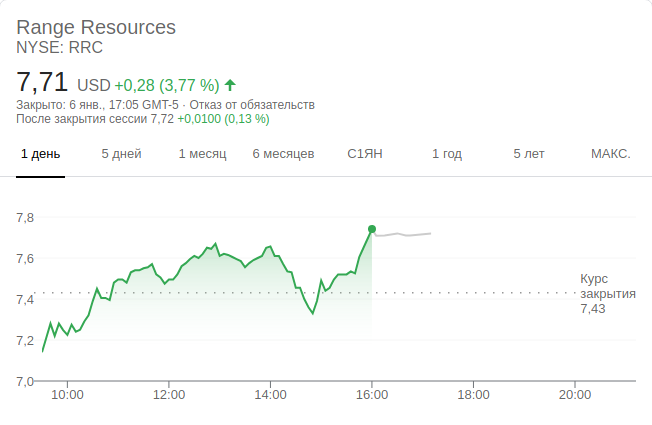 Range Resources
NYSE: RRC
7,71 USD +0,28 (3,77 %)
Закрыто: 6 янв., 17:05 GMT-5 · Отказ от обязательств
После закрытия сессии 7,72 +0,0100 (0,13 %)
1 день 5 дней 1 месяц 6 месяцев С1ЯН 1 год 5 лет МАКС.
7,8
7,6
Курс
закрытия
7,43
7,4
7,2
7,0
10:00 12:00 14:00 16:00 18:00 20:00